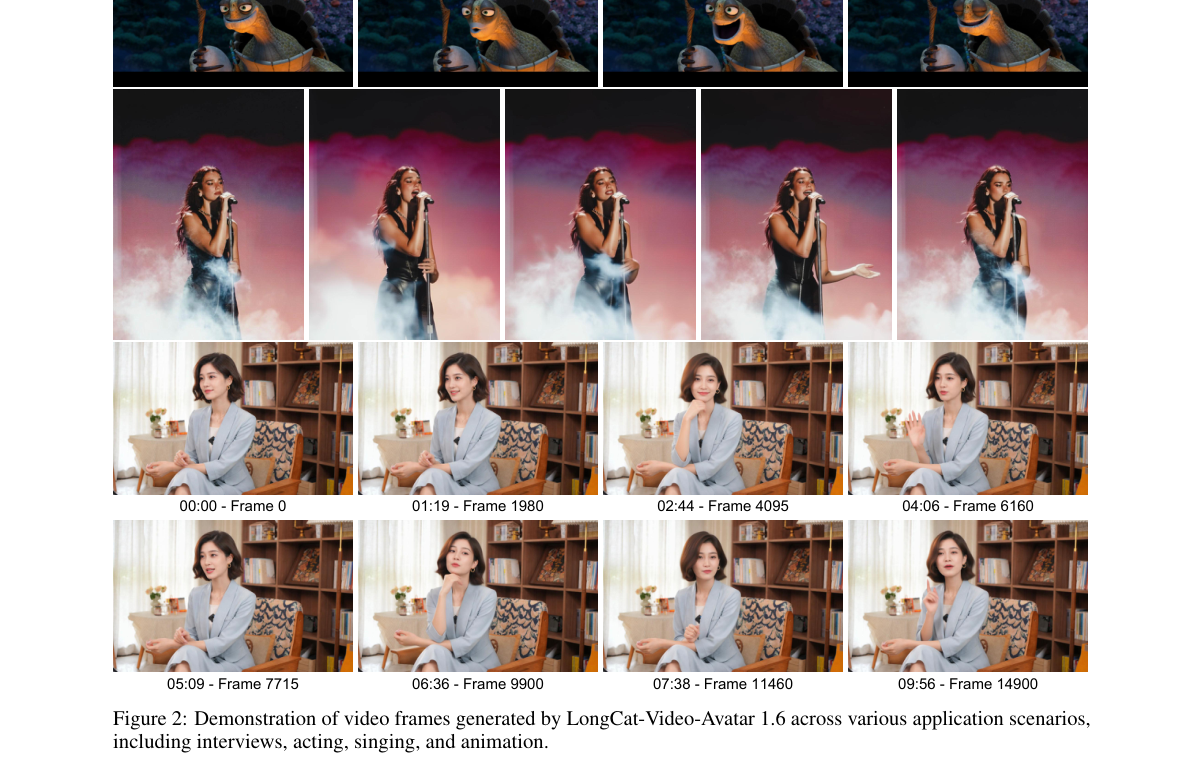 00:00 - Frame 0
01:19 - Frame 1980
02:44 - Frame 4095
04:06 - Frame 6160
05:09 - Frame 7715
06:36 - Frame 9900
07:38 - Frame 11460
09:56 - Frame 14900
Figure 2: Demonstration of video frames generated by LongCat-Video-Avatar 1.6 across various application scenarios,
including interviews, acting, singing, and animation.